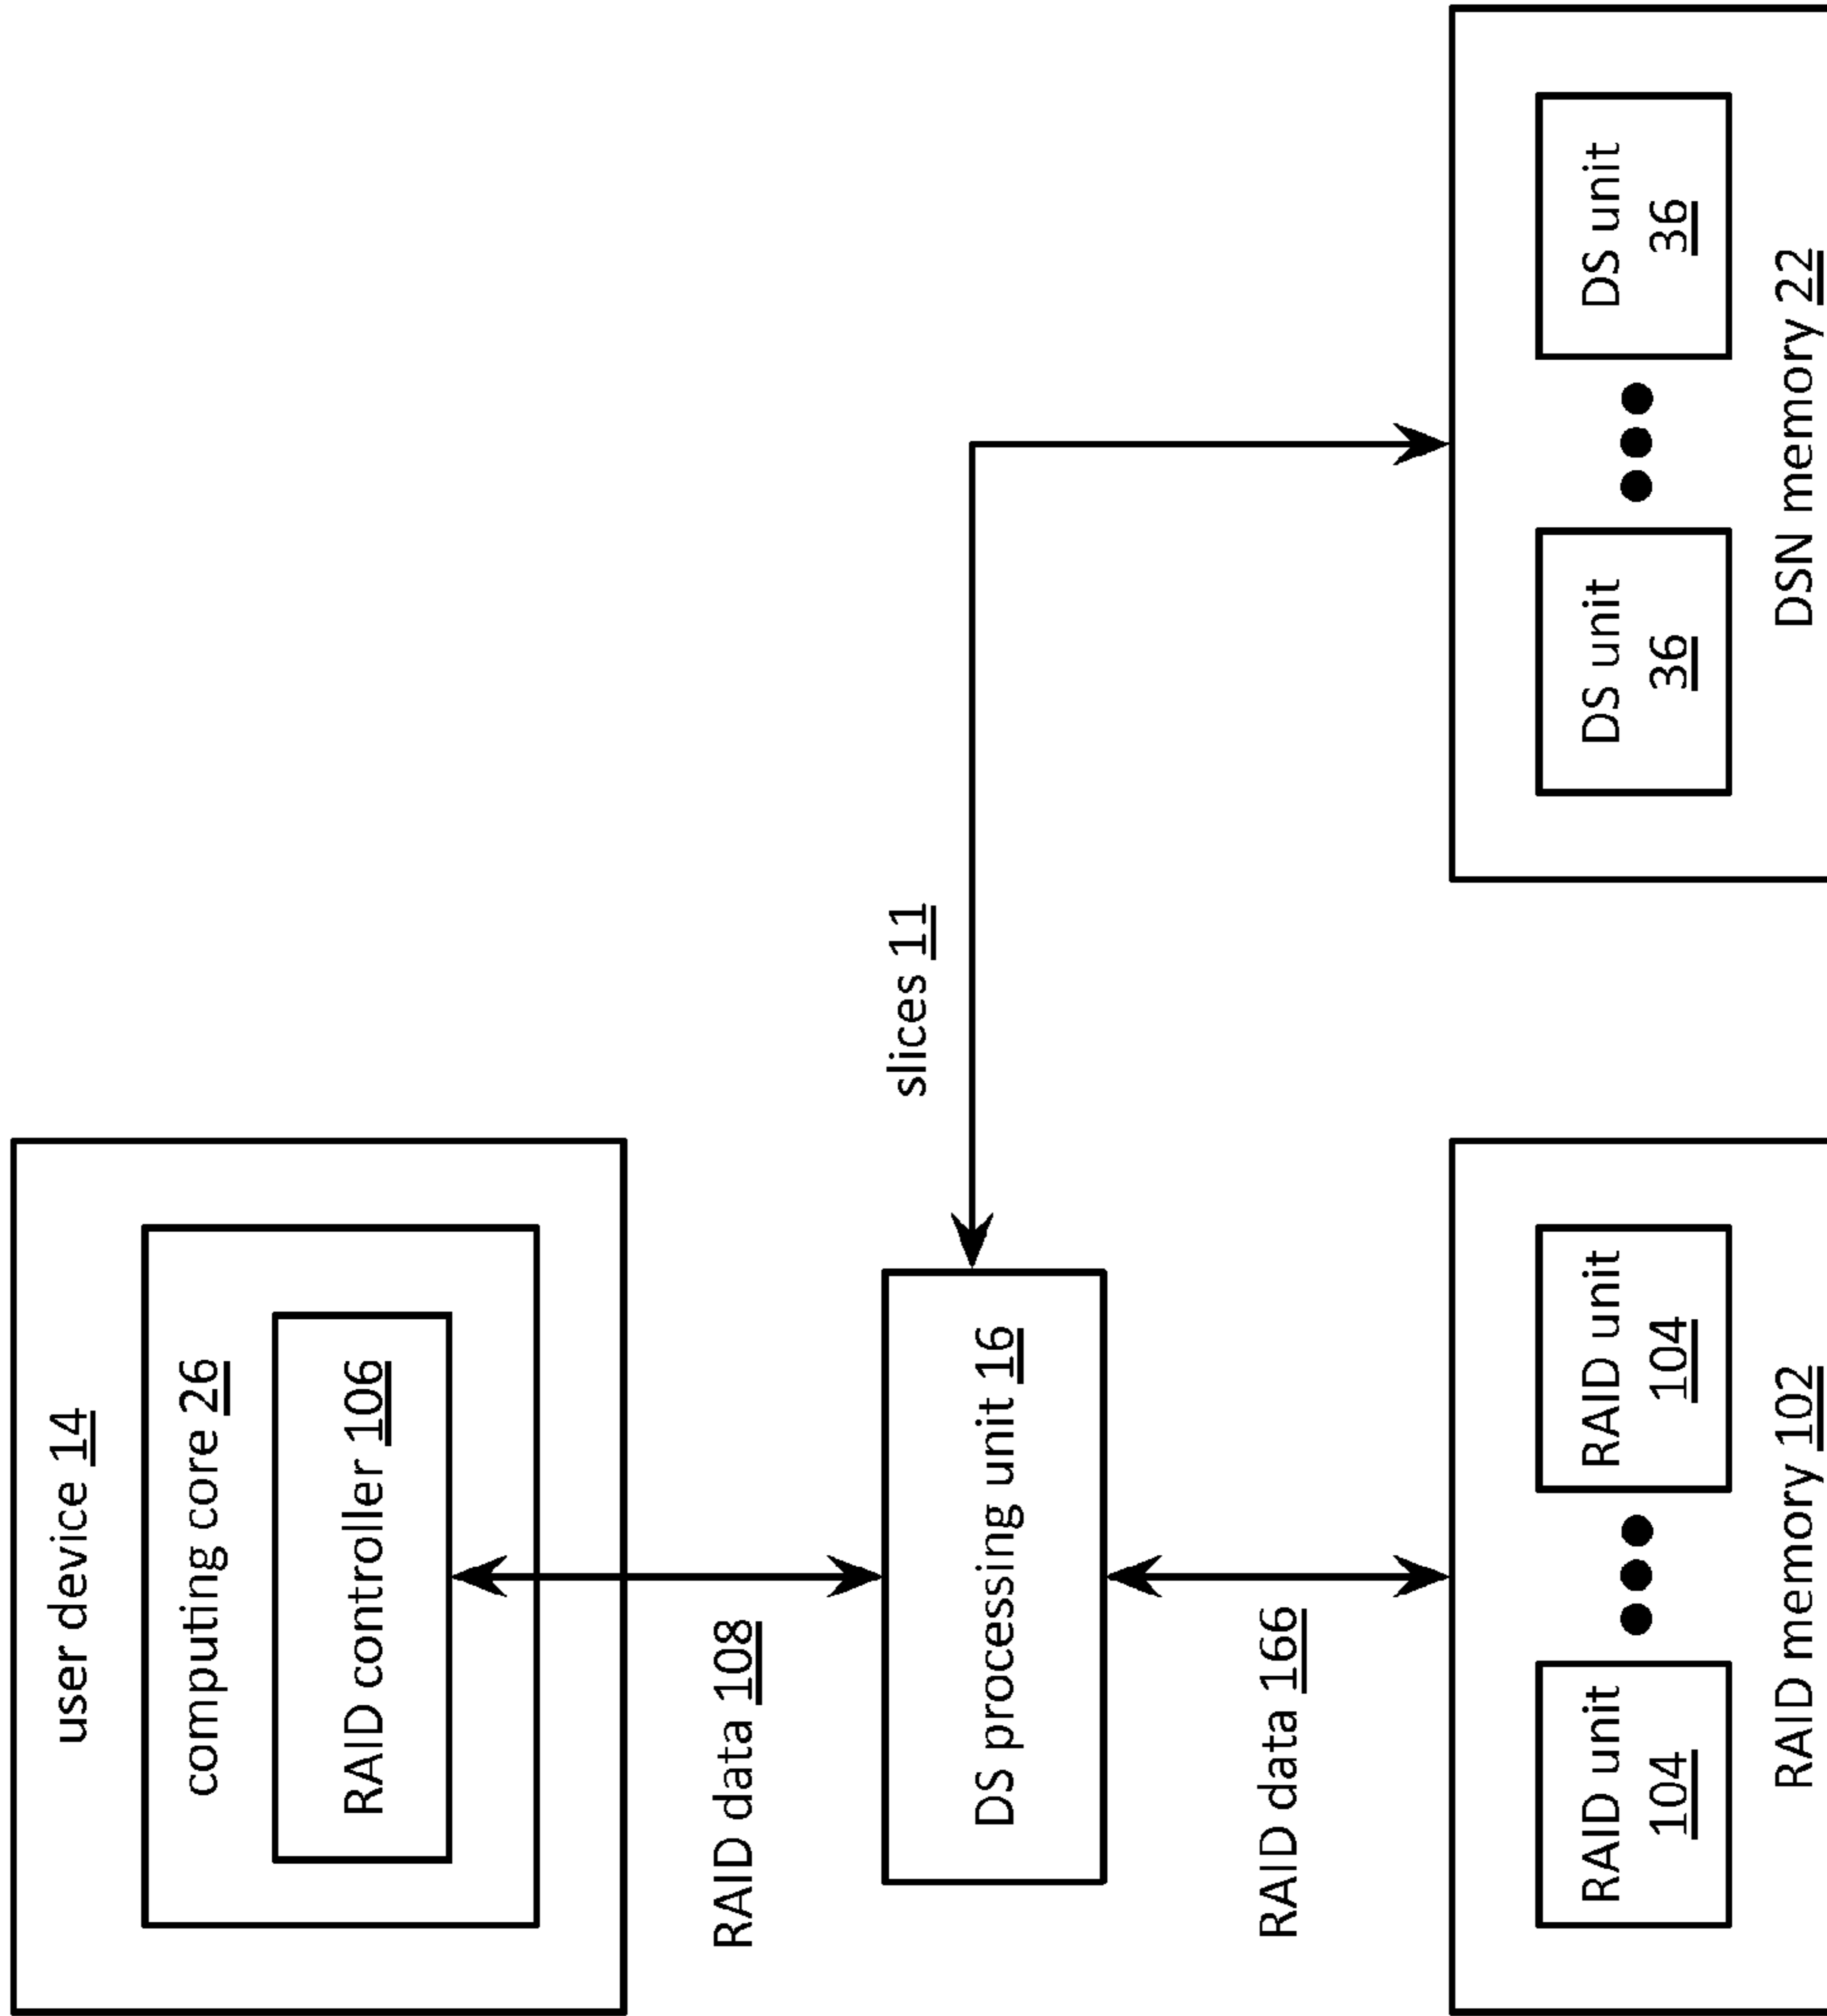 user device 14
computing core 26
RAID controller 106
RAID data 108
slices 11
DS processing unit 16
RAID data 166
RAID unit
104
RAID unit
104
RAID memory 102
DS unit
36
DS unit
36
DSN memory 22